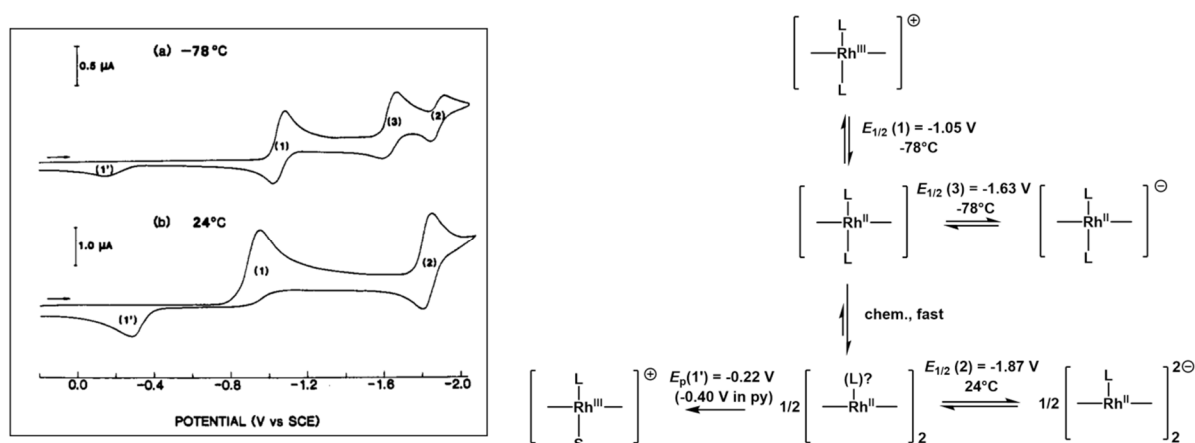 (a) −78°C
0.5 μA
(3)
(2)
(1)
(1')
(b) 24°C
1.0 μA
(1)
(2)
(1')
0.0 −0.4 −0.8 −1.2 −1.6 −2.0
POTENTIAL (V vs SCE)
L
Rh^III
L
⊕
E1/2 (1) = -1.05 V
-78°C
L
Rh^II
L
E1/2 (3) = -1.63 V
-78°C
L
Rh^II
L
⊖
chem., fast
L
Rh^III
S
⊕
Ep(1') = -0.22 V
(-0.40 V in py)
1/2
(L)?
Rh^II
2
E1/2 (2) = -1.87 V
24°C
1/2
L
Rh^II
2⊖
2